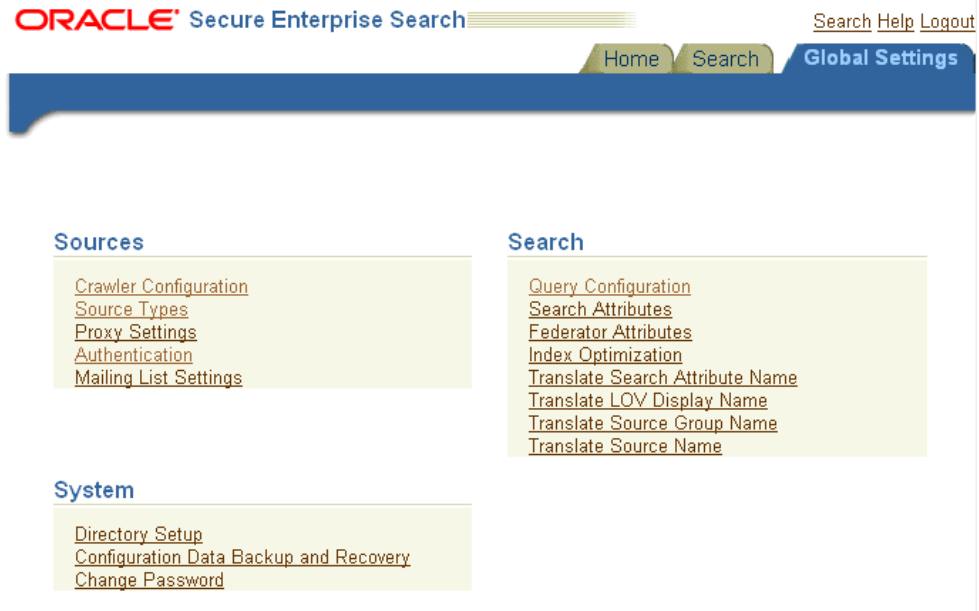 ORACLE Secure Enterprise Search
Search Help Logout
Home Search Global Settings
Sources
Crawler Configuration
Source Types
Proxy Settings
Authentication
Mailing List Settings
Search
Query Configuration
Search Attributes
Federator Attributes
Index Optimization
Translate Search Attribute Name
Translate LOV Display Name
Translate Source Group Name
Translate Source Name
System
Directory Setup
Configuration Data Backup and Recovery
Change Password